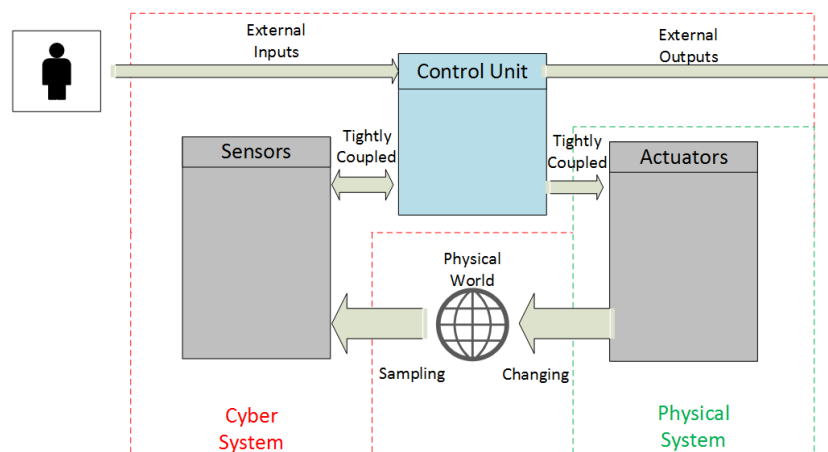 External
Inputs
External
Outputs
Control Unit
Tightly
Coupled
Tightly
Coupled
Sensors
Actuators
Physical
World
Sampling
Changing
Cyber
System
Physical
System